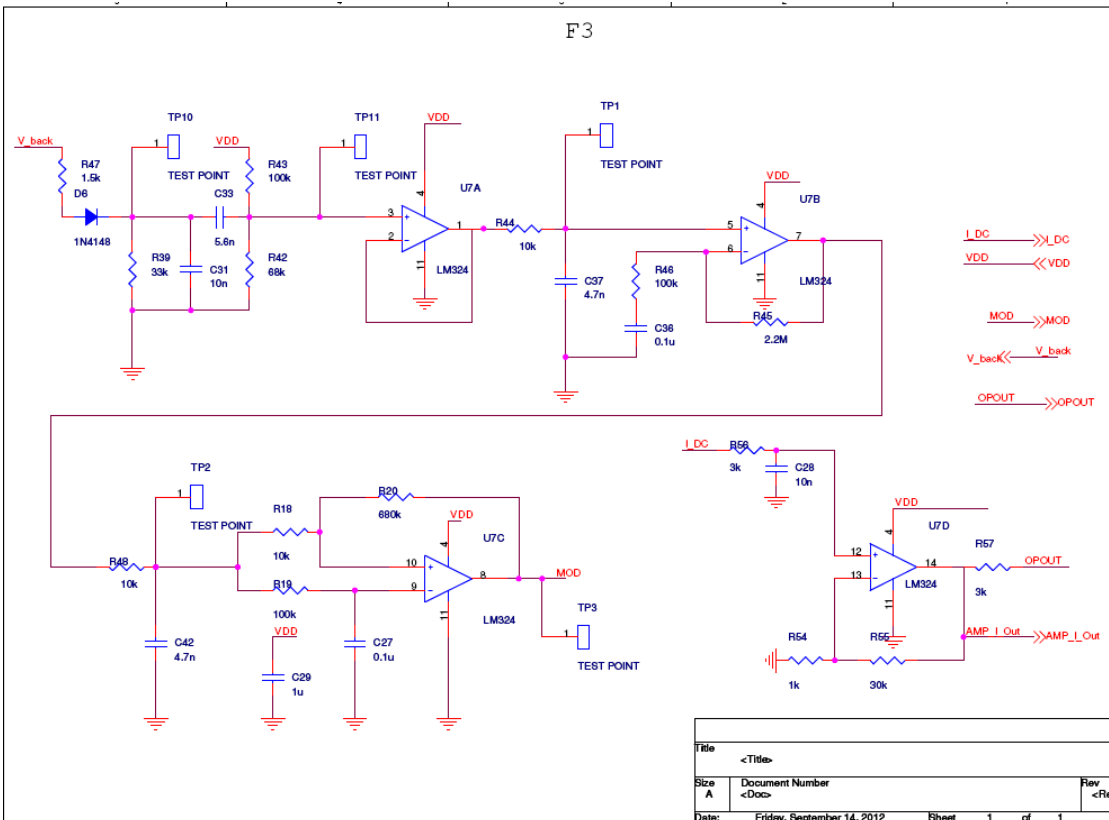 F3
TP10
1
TEST POINT
V_back
R47
1.5k
D6
1N4148
R39
33k
C31
10n
C33
5.6n
VDD
R43
100k
R42
68k
TP11
1
TEST POINT
VDD
U7A
3
+
2
-
4
1
11
LM324
R44
10k
TP1
1
TEST POINT
C37
4.7n
R46
100k
C36
0.1u
VDD
U7B
5
+
6
-
4
7
11
LM324
R45
2.2M
I_DC
I_DC
VDD
VDD
MOD
MOD
V_back
V_back
OPOUT
OPOUT
TP2
1
TEST POINT
R48
10k
C42
4.7n
R18
10k
R19
100k
VDD
C29
1u
C27
0.1u
R20
680k
VDD
U7C
10
+
9
-
4
8
11
LM324
MOD
TP3
1
TEST POINT
I_DC
R56
3k
C28
10n
VDD
U7D
12
+
13
-
4
14
11
LM324
R57
3k
OPOUT
AMP_I_Out
AMP_I_Out
R54
1k
R55
30k
Title
<Title>
Size
A
Document Number
<Doc>
Rev
Date:
Friday, September 14, 2012
Sheet
1
of
1